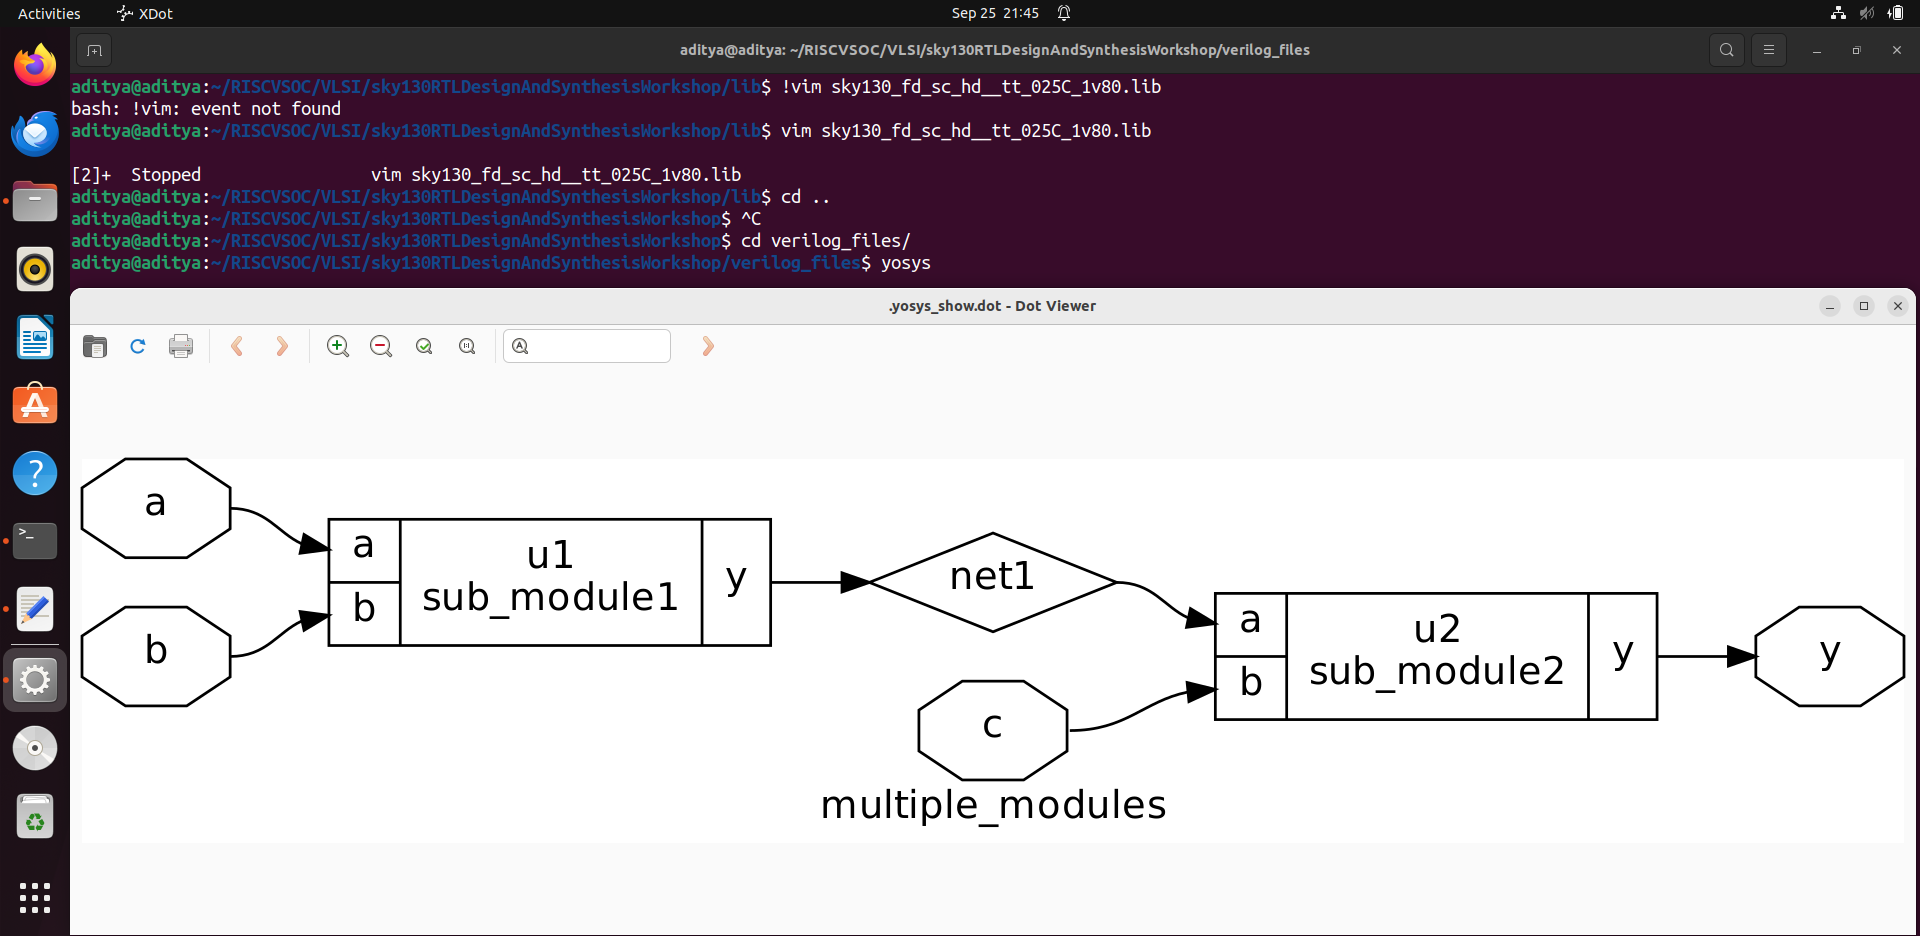 Activities
XDot
Sep 25 21:45
aditya@aditya: ~/RISCVSOC/VLSI/sky130RTLDesignAndSynthesisWorkshop/verilog_files
aditya@aditya:~/RISCVSOC/VLSI/sky130RTLDesignAndSynthesisWorkshop/lib$ !vim sky130_fd_sc_hd__tt_025C_1v80.lib
bash: !vim: event not found
aditya@aditya:~/RISCVSOC/VLSI/sky130RTLDesignAndSynthesisWorkshop/lib$ vim sky130_fd_sc_hd__tt_025C_1v80.lib
[2]+  Stopped                 vim sky130_fd_sc_hd__tt_025C_1v80.lib
aditya@aditya:~/RISCVSOC/VLSI/sky130RTLDesignAndSynthesisWorkshop/lib$ cd ..
aditya@aditya:~/RISCVSOC/VLSI/sky130RTLDesignAndSynthesisWorkshop$ ^C
aditya@aditya:~/RISCVSOC/VLSI/sky130RTLDesignAndSynthesisWorkshop$ cd verilog_files/
aditya@aditya:~/RISCVSOC/VLSI/sky130RTLDesignAndSynthesisWorkshop/verilog_files$ yosys
.yosys_show.dot - Dot Viewer
a
b
a
b
u1
sub_module1
y
net1
c
a
b
u2
sub_module2
y
y
multiple_modules